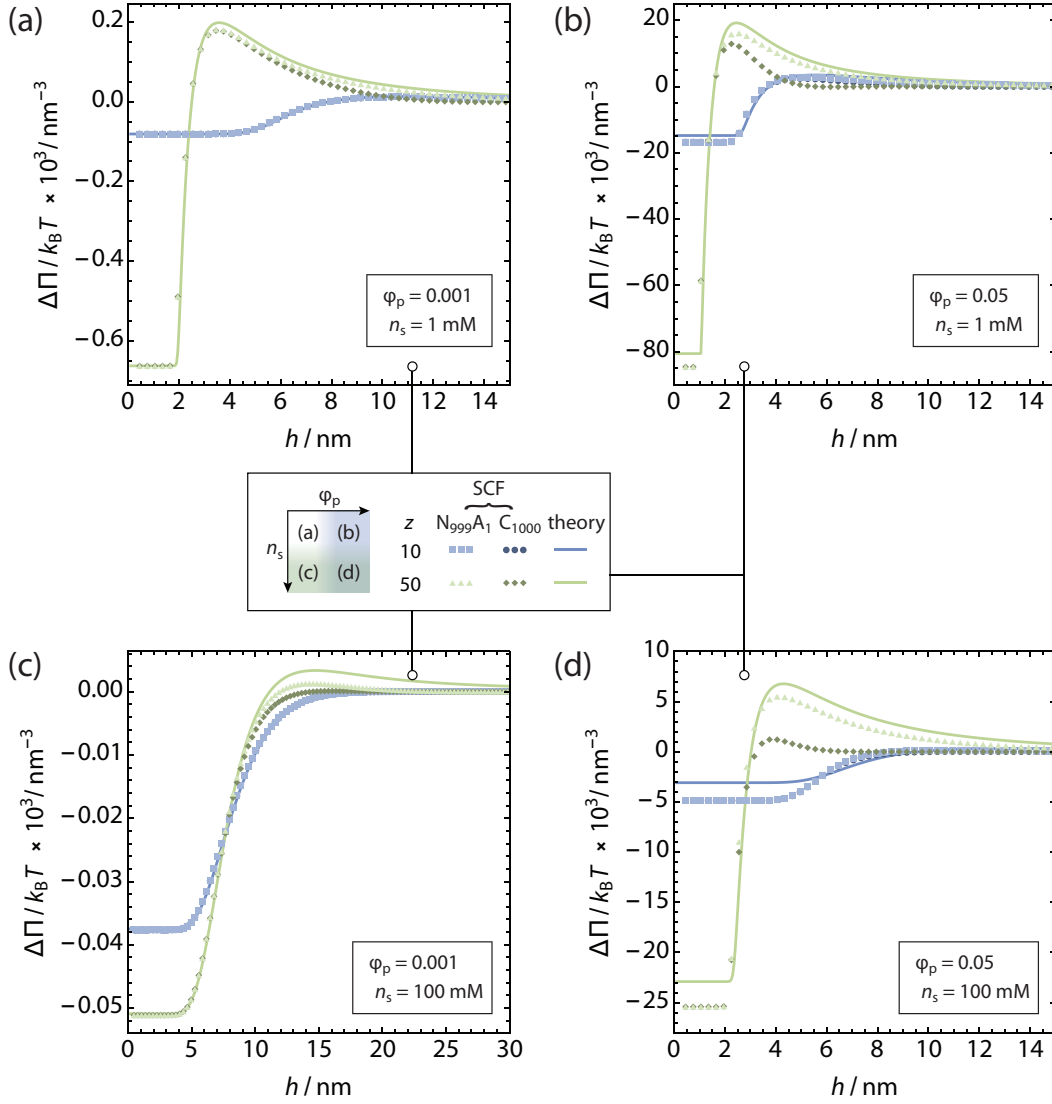 (a)
0.2
0.0
−0.2
−0.4
−0.6
ΔΠ / k_B T × 10³ / nm⁻³
φ_p = 0.001
n_s = 1 mM
0 2 4 6 8 10 12 14
h / nm
(b)
20
0
−20
−40
−60
−80
ΔΠ / k_B T × 10³ / nm⁻³
φ_p = 0.05
n_s = 1 mM
0 2 4 6 8 10 12 14
h / nm
φ_p
n_s
(a) (b)
(c) (d)
SCF
z N₉₉₉A₁ C₁₀₀₀ theory
10
50
(c)
0.00
−0.01
−0.02
−0.03
−0.04
−0.05
ΔΠ / k_B T × 10³ / nm⁻³
φ_p = 0.001
n_s = 100 mM
0 5 10 15 20 25 30
h / nm
(d)
10
5
0
−5
−10
−15
−20
−25
ΔΠ / k_B T × 10³ / nm⁻³
φ_p = 0.05
n_s = 100 mM
0 2 4 6 8 10 12 14
h / nm